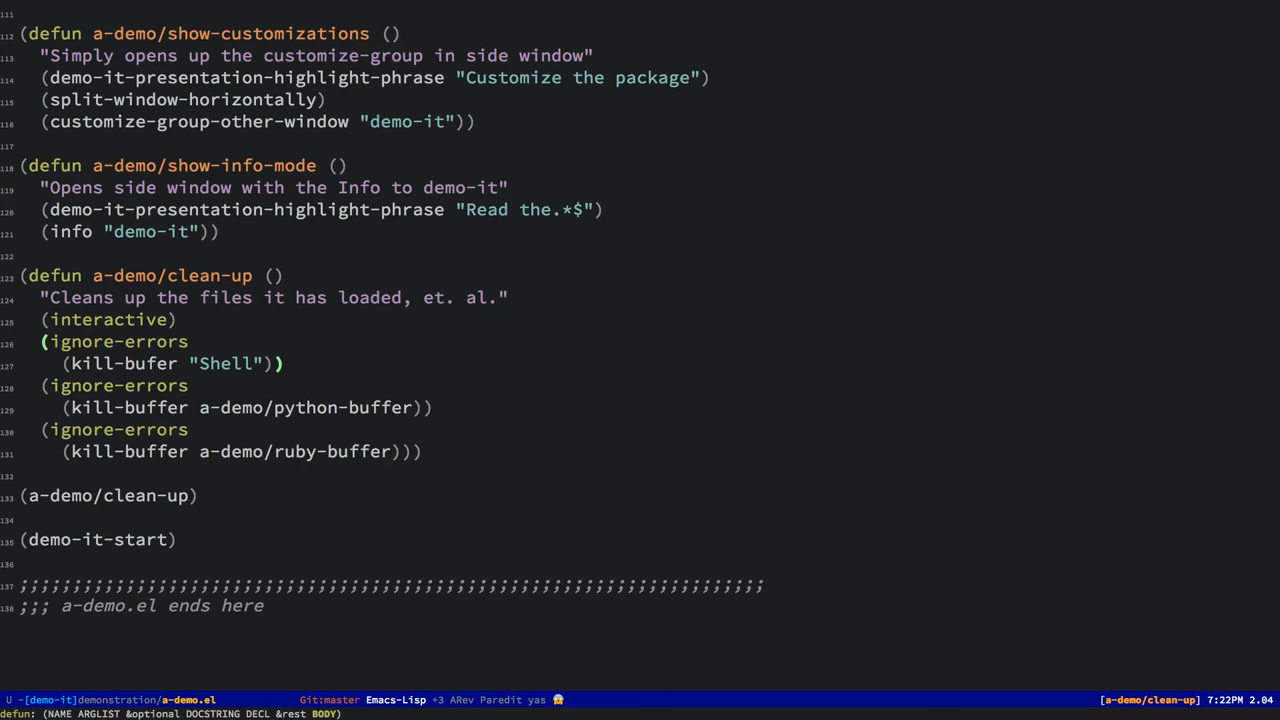 111
112 (defun a-demo/show-customizations ()
113   "Simply opens up the customize-group in side window"
114   (demo-it-presentation-highlight-phrase "Customize the package")
115   (split-window-horizontally)
116   (customize-group-other-window "demo-it"))
117
118 (defun a-demo/show-info-mode ()
119   "Opens side window with the Info to demo-it"
120   (demo-it-presentation-highlight-phrase "Read the.*$")
121   (info "demo-it"))
122
123 (defun a-demo/clean-up ()
124   "Cleans up the files it has loaded, et. al."
125   (interactive)
126   (ignore-errors
127     (kill-bufer "Shell"))
128   (ignore-errors
129     (kill-buffer a-demo/python-buffer))
130   (ignore-errors
131     (kill-buffer a-demo/ruby-buffer)))
132
133 (a-demo/clean-up)
134
135 (demo-it-start)
136
137 ;;;;;;;;;;;;;;;;;;;;;;;;;;;;;;;;;;;;;;;;;;;;;;;;;;;;;;;;;;;;;;;;;;;;;;
138 ;;; a-demo.el ends here
U -[demo-it]demonstration/a-demo.el Git:master Emacs-Lisp +3 ARev Paredit yas 😱 [a-demo/clean-up] 7:22PM 2.04
defun: (NAME ARGLIST &optional DOCSTRING DECL &rest BODY)